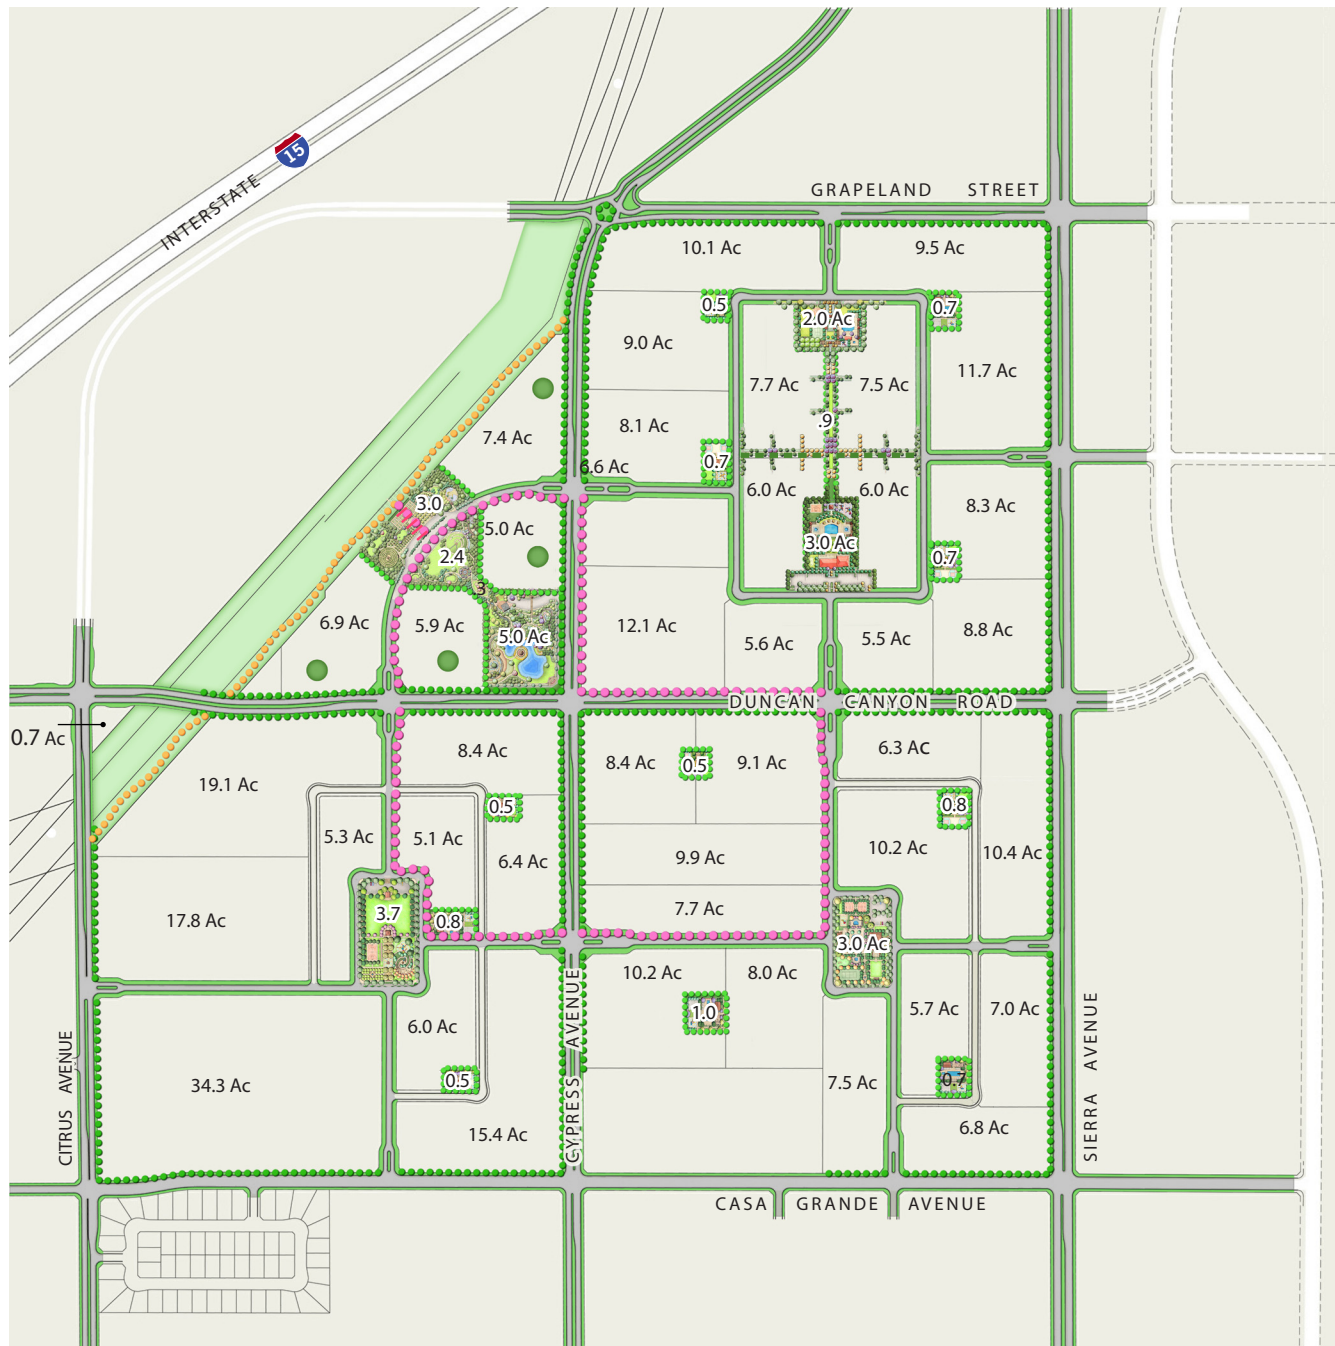 15
INTERSTATE
GRAPELAND STREET
10.1 Ac
9.5 Ac
0.5
0.7
2.0 Ac
9.0 Ac
11.7 Ac
7.7 Ac
7.5 Ac
.9
8.1 Ac
7.4 Ac
6.6 Ac
0.7
6.0 Ac
6.0 Ac
3.0
8.3 Ac
5.0 Ac
3.0 Ac
2.4
0.7
.3
6.9 Ac
5.9 Ac
5.0 Ac
12.1 Ac
5.6 Ac
5.5 Ac
8.8 Ac
DUNCAN CANYON ROAD
0.7 Ac
8.4 Ac
8.4 Ac
0.5
9.1 Ac
6.3 Ac
19.1 Ac
0.5
0.8
5.3 Ac
5.1 Ac
6.4 Ac
9.9 Ac
10.2 Ac
10.4 Ac
17.8 Ac
3.7
0.8
7.7 Ac
3.0 Ac
10.2 Ac
8.0 Ac
1.0
5.7 Ac
7.0 Ac
6.0 Ac
34.3 Ac
0.5
7.5 Ac
0.7
15.4 Ac
6.8 Ac
CITRUS AVENUE
CYPRESS AVENUE
SIERRA AVENUE
CASA GRANDE AVENUE